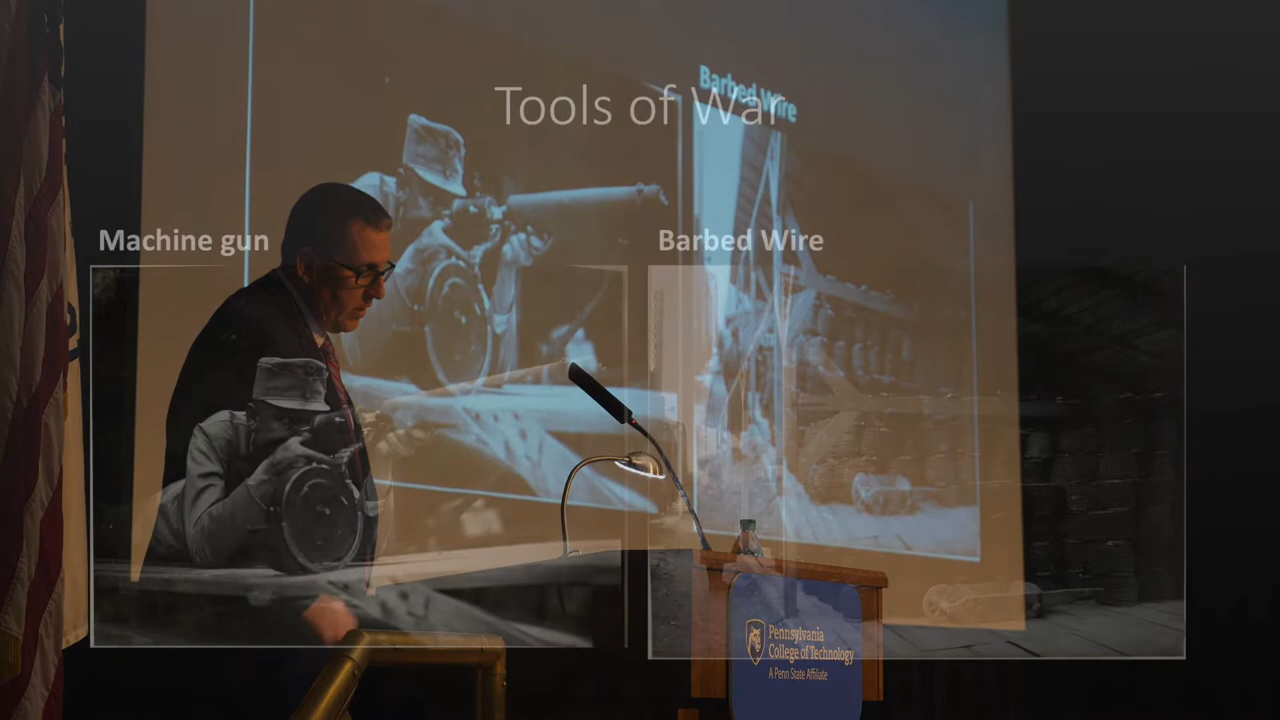 Tools of War
Barbed Wire
Machine gun
Barbed Wire
Pennsylvania
College of Technology
A Penn State Affiliate